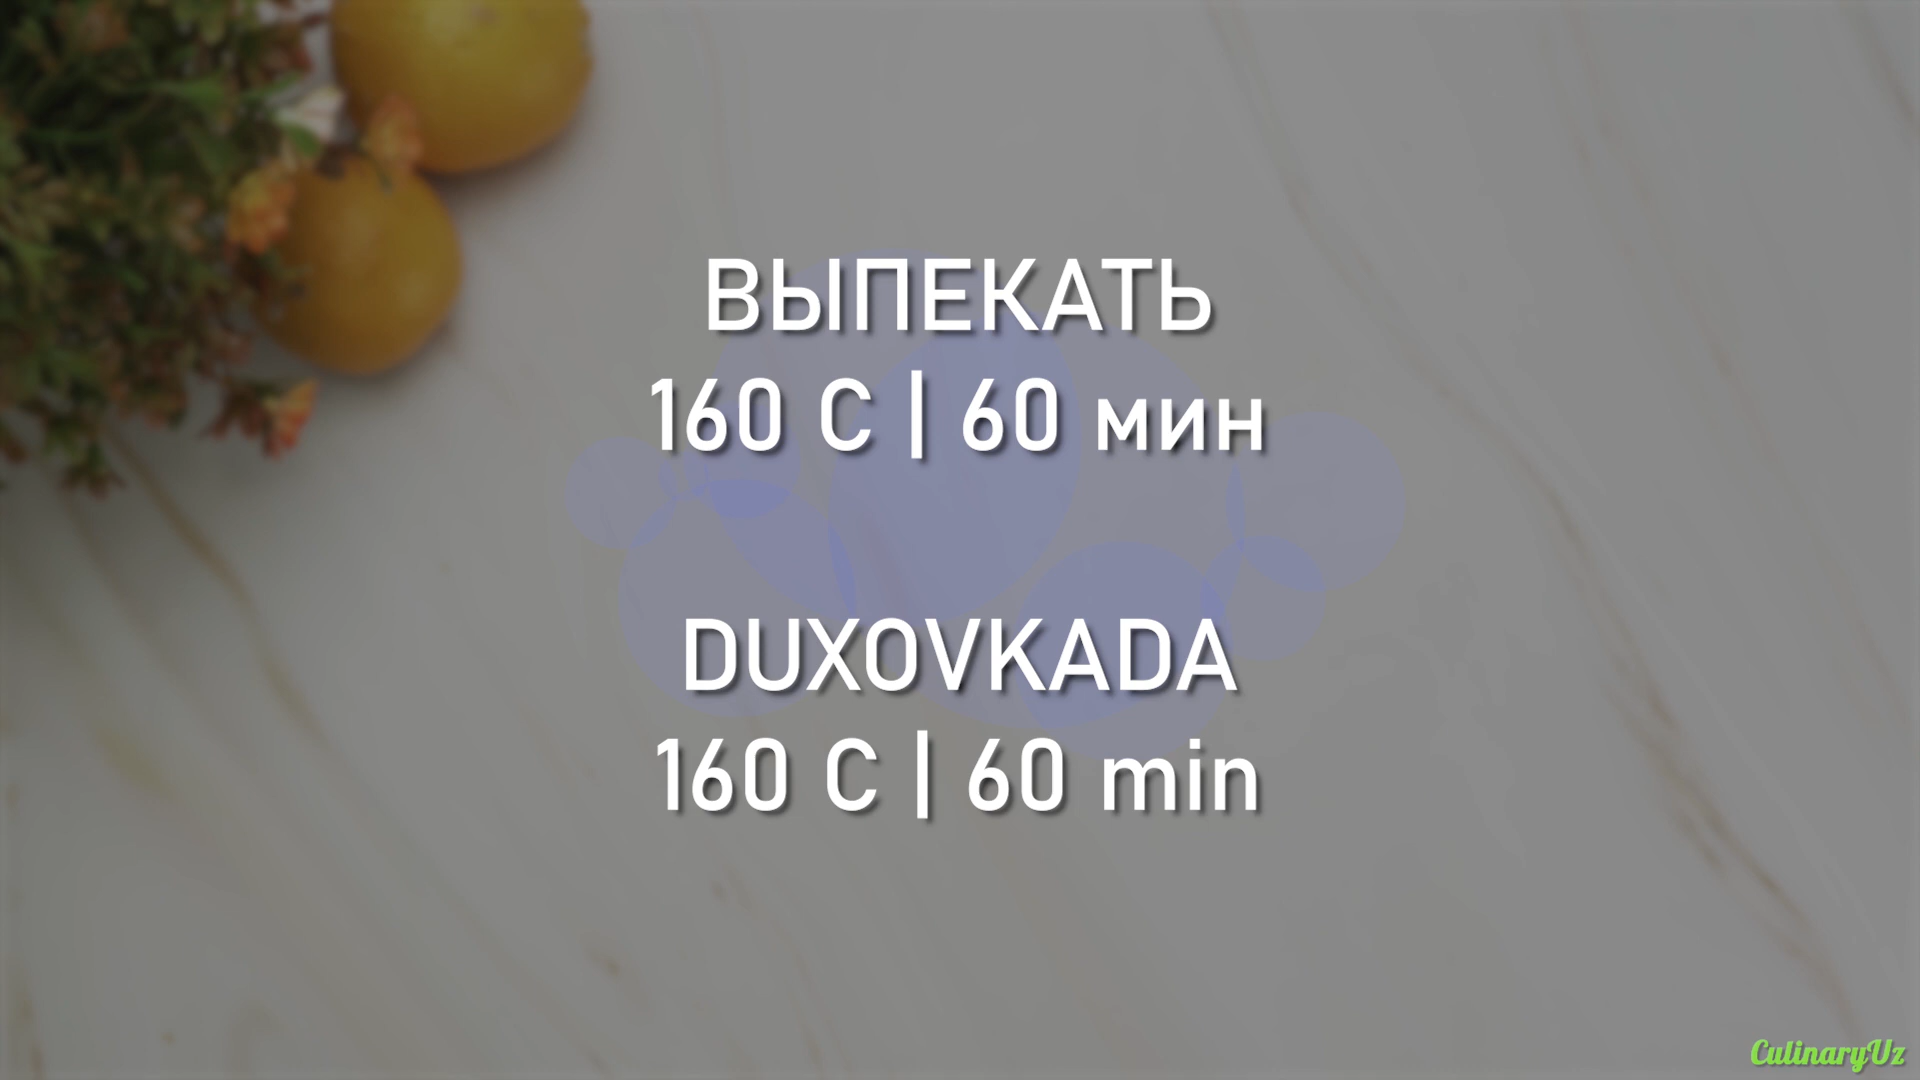 ВЫПЕКАТЬ
160 С | 60 мин
DUXOVKADA
160 C | 60 min
CulinaryUz